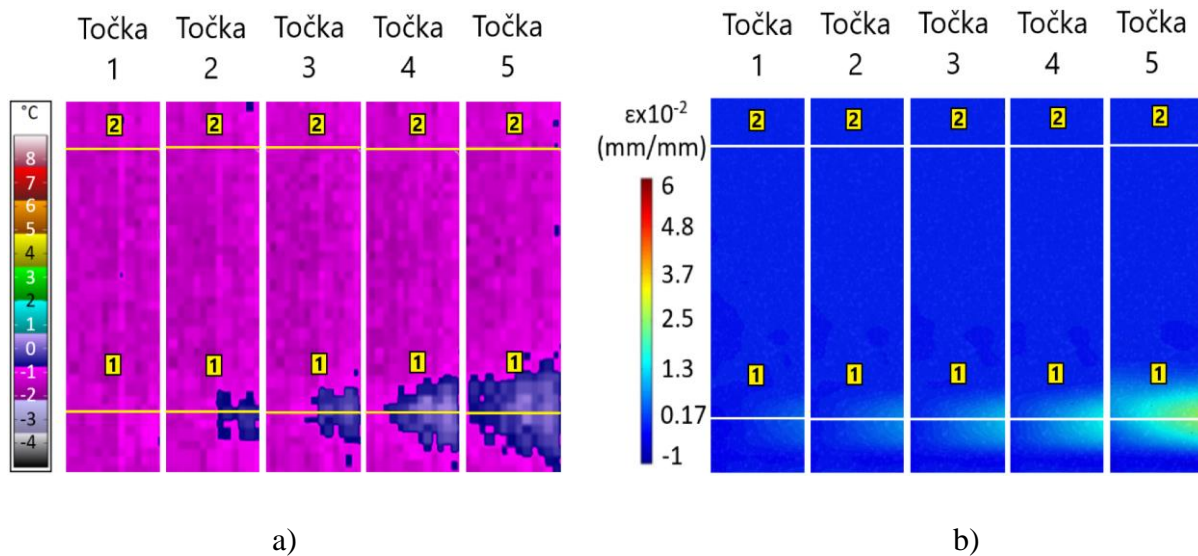 Točka Točka Točka Točka Točka
1 2 3 4 5
°C
8
7
6
5
4
3
2
1
0
-1
-2
-3
-4
2 2 2 2 2
1 1 1 1 1
a)
Točka Točka Točka Točka Točka
1 2 3 4 5
εx10⁻²
(mm/mm)
6
4.8
3.7
2.5
1.3
0.17
-1
2 2 2 2 2
1 1 1 1 1
b)